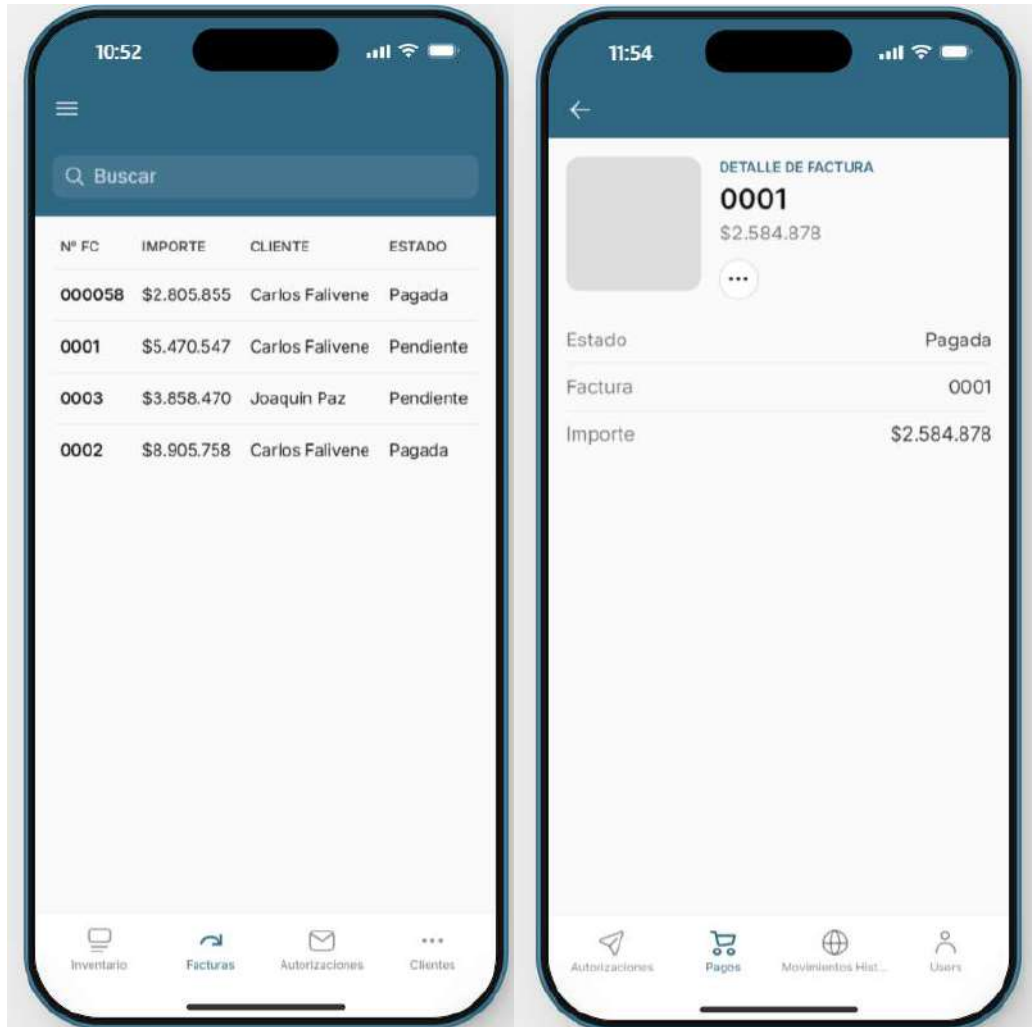 10:52
Buscar
Nº FC IMPORTE CLIENTE ESTADO
000058 $2.805.855 Carlos Falivene Pagada
0001 $5.470.547 Carlos Falivene Pendiente
0003 $3.858.470 Joaquin Paz Pendiente
0002 $8.905.758 Carlos Falivene Pagada
Inventario Facturas Autorizaciones Clientes
11:54
DETALLE DE FACTURA
0001
$2.584.878
Estado Pagada
Factura 0001
Importe $2.584.878
Autorizaciones Pagos Movimientos Hist... Users